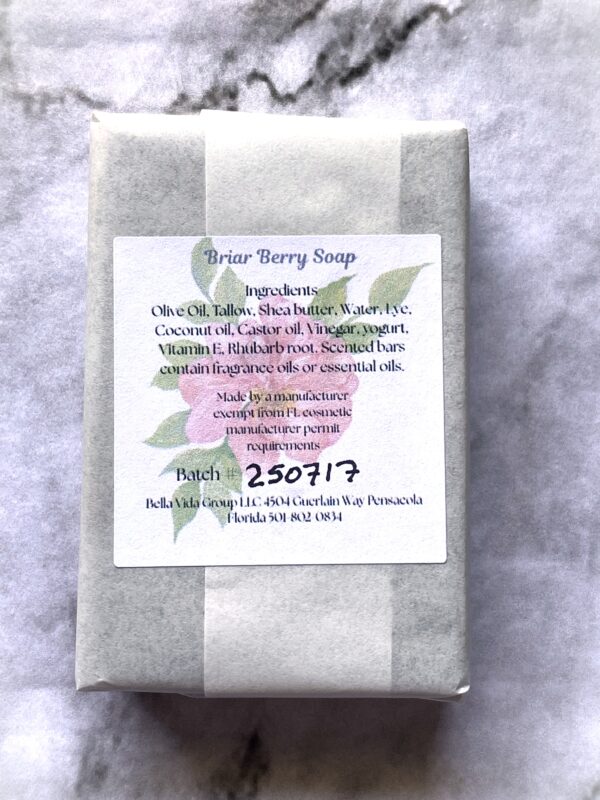 Briar Berry Soap
Ingredients
Olive Oil, Tallow, Shea butter, Water, Lye,
Coconut oil, Castor oil, Vinegar, yogurt,
Vitamin E, Rhubarb root. Scented bars
contain fragrance oils or essential oils.
Made by a manufacturer
exempt from FL cosmetic
manufacturer permit
requirements
Batch # 250717
Bella Vida Group LLC 4504 Guerlain Way Pensacola
Florida 501-802-0834